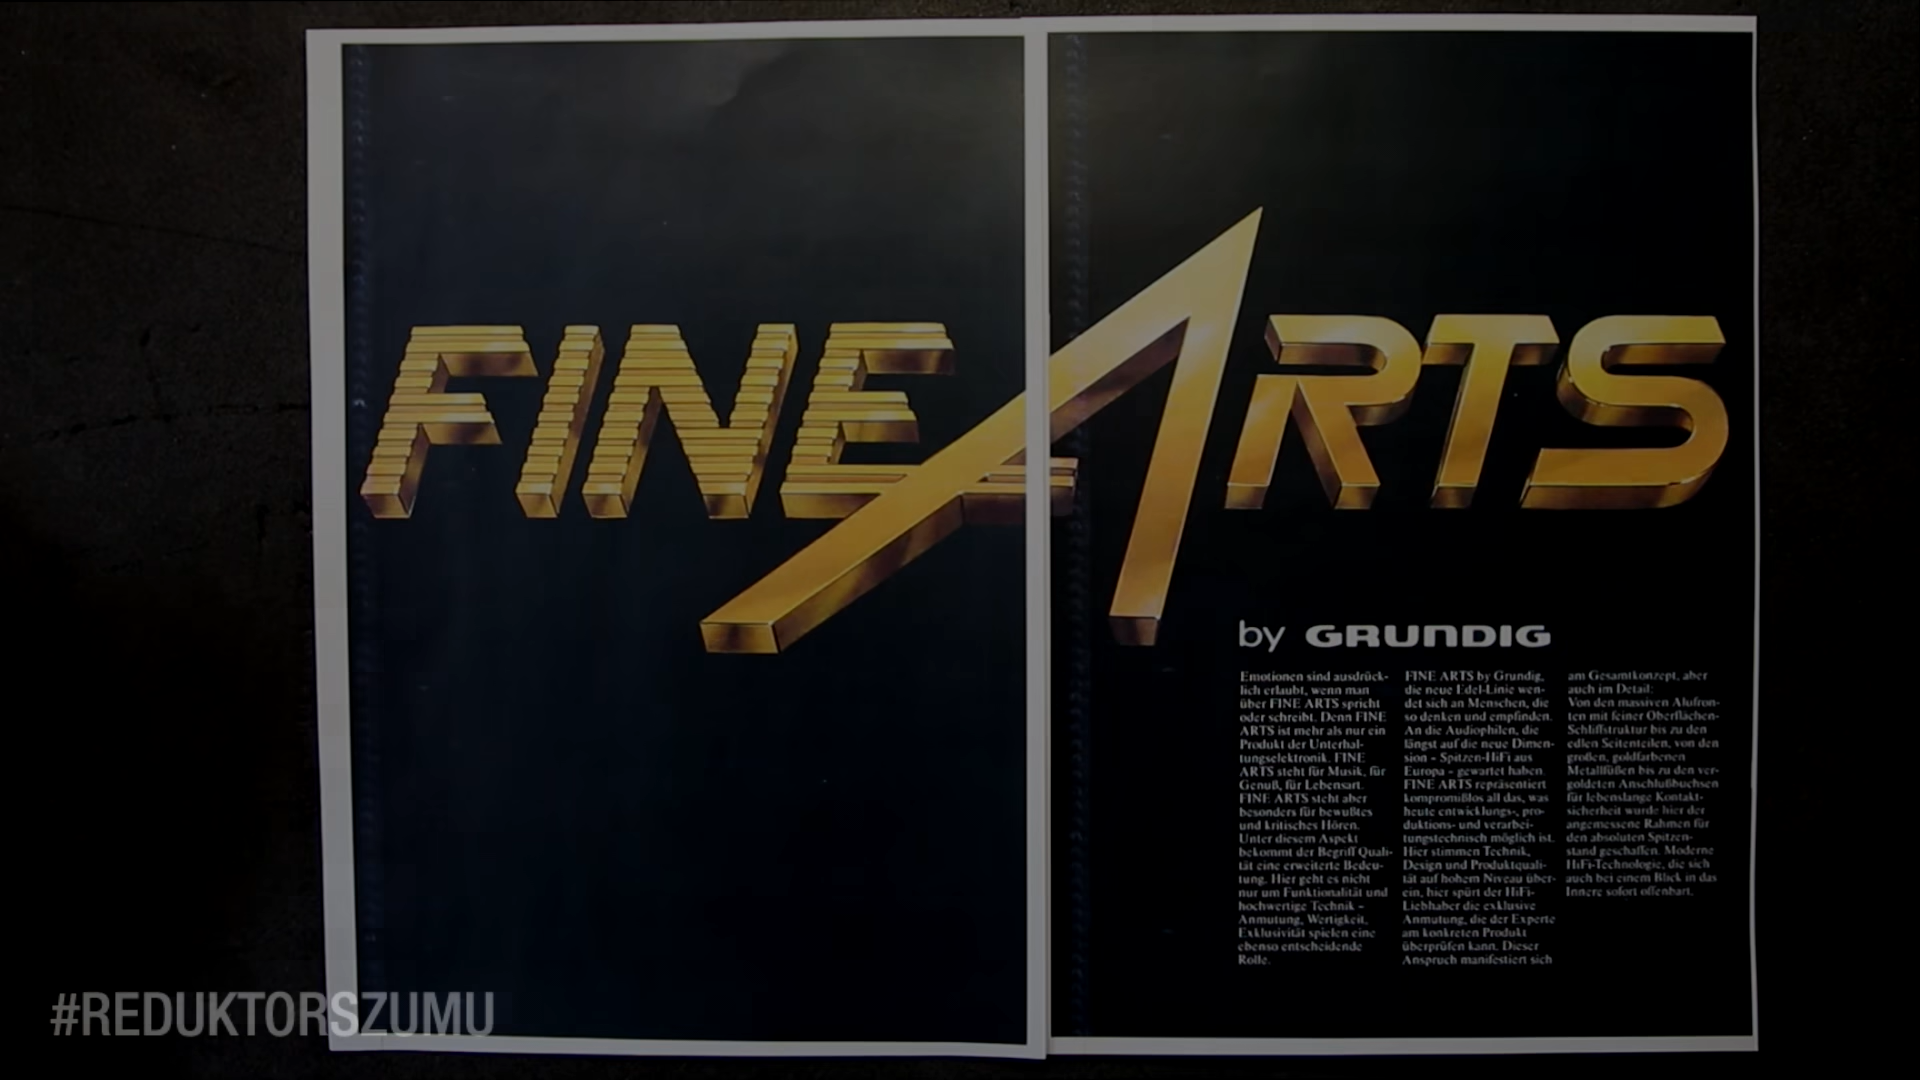 FINE ARTS
by GRUNDIG
Emotionen sind ausdrück-
lich erlaubt, wenn man
über FINE ARTS spricht
oder schreibt. Denn FINE
ARTS ist mehr als nur ein
Produkt der Unterhal-
tungselektronik. FINE
ARTS steht für Musik, für
Genuß, für Lebensart.
FINE ARTS steht aber
besonders für bewußtes
und kritisches Hören.
Unter diesem Aspekt
bekommt der Begriff Quali-
tät eine erweiterte Bedeu-
tung. Hier geht es nicht
nur um Funktionalität und
hochwertige Technik –
Anmutung, Wertigkeit,
Exklusivität spielen eine
ebenso entscheidende
Rolle.
FINE ARTS by Grundig,
die neue Edel-Linie wen-
det sich an Menschen, die
so denken und empfinden.
An die Audiophilen, die
längst auf die neue Dimen-
sion – Spitzen-HiFi aus
Europa – gewartet haben.
FINE ARTS repräsentiert
kompromißlos all das, was
heute entwicklungs-, pro-
duktions- und verarbei-
tungstechnisch möglich ist.
Hier stimmen Technik,
Design und Produktquali-
tät auf hohem Niveau über-
ein, hier spürt der HiFi-
Liebhaber die exklusive
Anmutung, die der Experte
am konkreten Produkt
überprüfen kann. Dieser
Anspruch manifestiert sich
am Gesamtkonzept, aber
auch im Detail:
Von den massiven Alufron-
ten mit feiner Oberflächen-
Schliffstruktur bis zu den
edlen Seitenteilen, von den
großen, goldfarbenen
Metallfüßen bis zu den ver-
goldeten Anschlußbuchsen
für lebenslange Kontakt-
sicherheit wurde hier der
angemessene Rahmen für
den absoluten Spitzen-
stand geschaffen. Moderne
HiFi-Technologie, die sich
auch bei einem Blick in das
Innere sofort offenbart.
#REDUKTORSZUMU